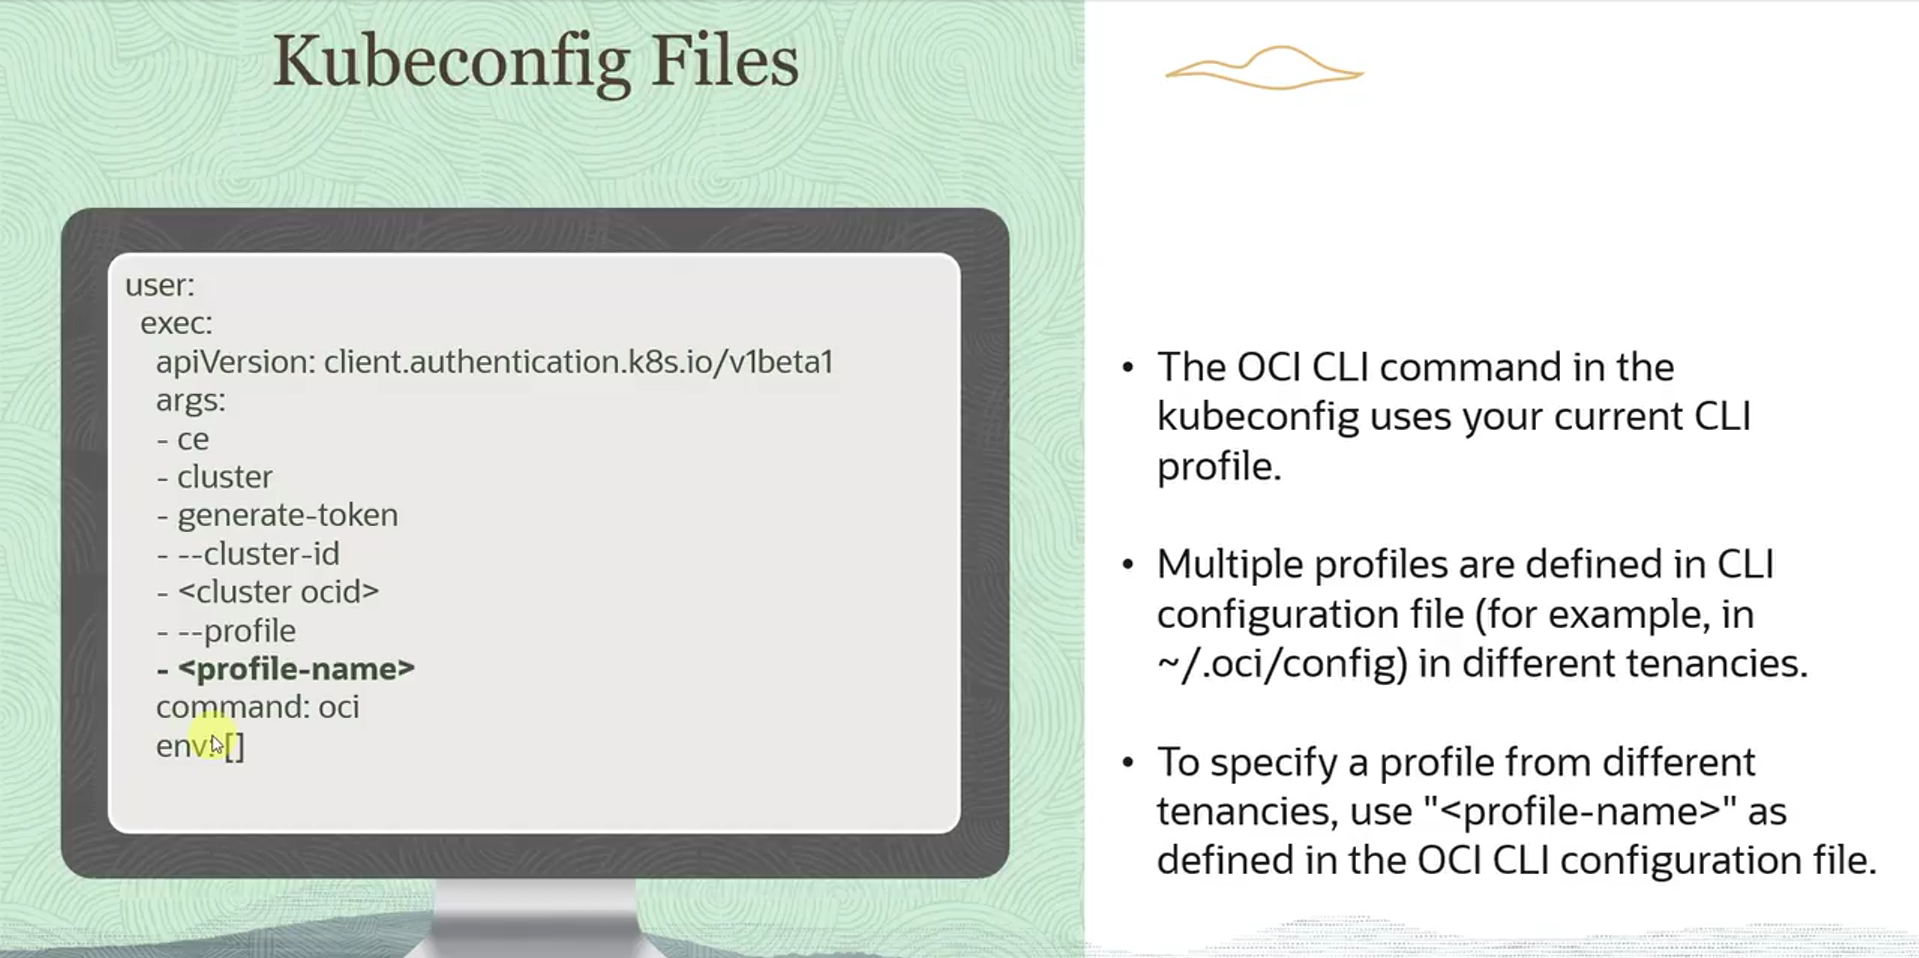 Kubeconfig Files
user:
exec:
apiVersion: client.authentication.k8s.io/v1beta1
args:
- ce
- cluster
- generate-token
- --cluster-id
- <cluster ocid>
- --profile
- <profile-name>
command: oci
env: []
• The OCI CLI command in the
kubeconfig uses your current CLI
profile.
• Multiple profiles are defined in CLI
configuration file (for example, in
~/.oci/config) in different tenancies.
• To specify a profile from different
tenancies, use "<profile-name>" as
defined in the OCI CLI configuration file.